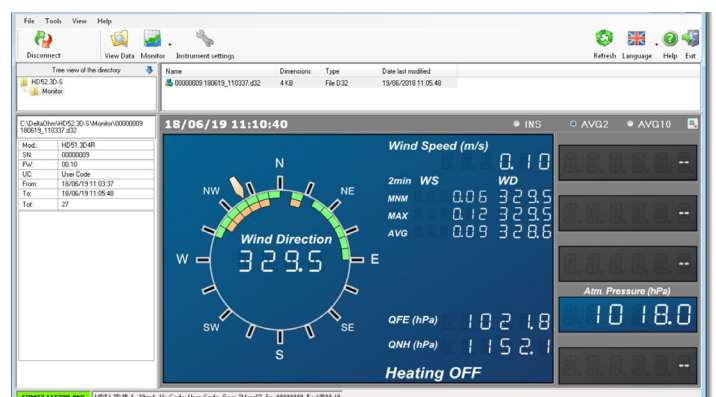 File Tools View Help
Disconnect View Data Monitor Instrument settings Refresh Language Help Exit
Tree view of the directory
HD52.3D-S
Monitor
Name Dimensions Type Date last modified
00000009 180619_110337.d32 4 KB File D32 19/06/2018 11.05.48
C:\DeltaOhm\HD52.3D-S\Monitor\00000009
180619_110337.d32
Mod.: HD51.3D4R
SN: 00000009
FW: 00.10
UC: User Code
From: 18/06/19 11:03:37
To: 18/06/19 11:05:48
Tot: 27
18/06/19 11:10:40 INS AVG2 AVG10
N
NE
E
SE
S
SW
W
NW
Wind Direction
329.5
Wind Speed (m/s)
0.10
2min WS WD
MNM 0.06 329.5
MAX 0.12 329.5
AVG 0.09 328.6
QFE (hPa) 1021.8
QNH (hPa) 1152.1
Heating OFF
--
--
--
Atm. Pressure (hPa)
1018.0
--